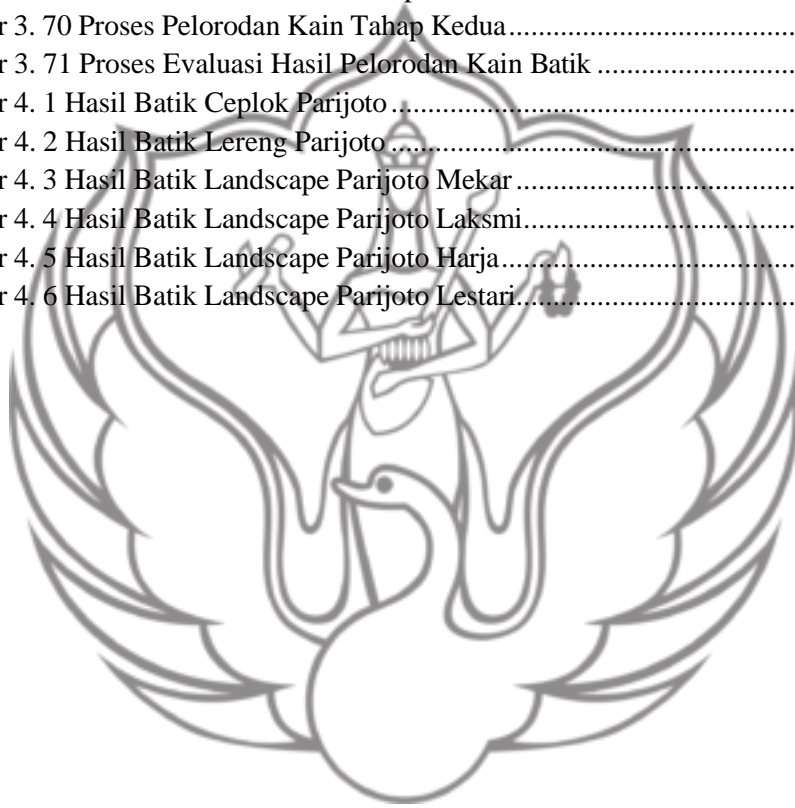 r 3. 70 Proses Pelorodan Kain Tahap Kedua
r 3. 71 Proses Evaluasi Hasil Pelorodan Kain Batik
r 4. 1 Hasil Batik Ceplok Parijoto
r 4. 2 Hasil Batik Lereng Parijoto
r 4. 3 Hasil Batik Landscape Parijoto Mekar
r 4. 4 Hasil Batik Landscape Parijoto Laksmi
r 4. 5 Hasil Batik Landscape Parijoto Harja
r 4. 6 Hasil Batik Landscape Parijoto Lestari